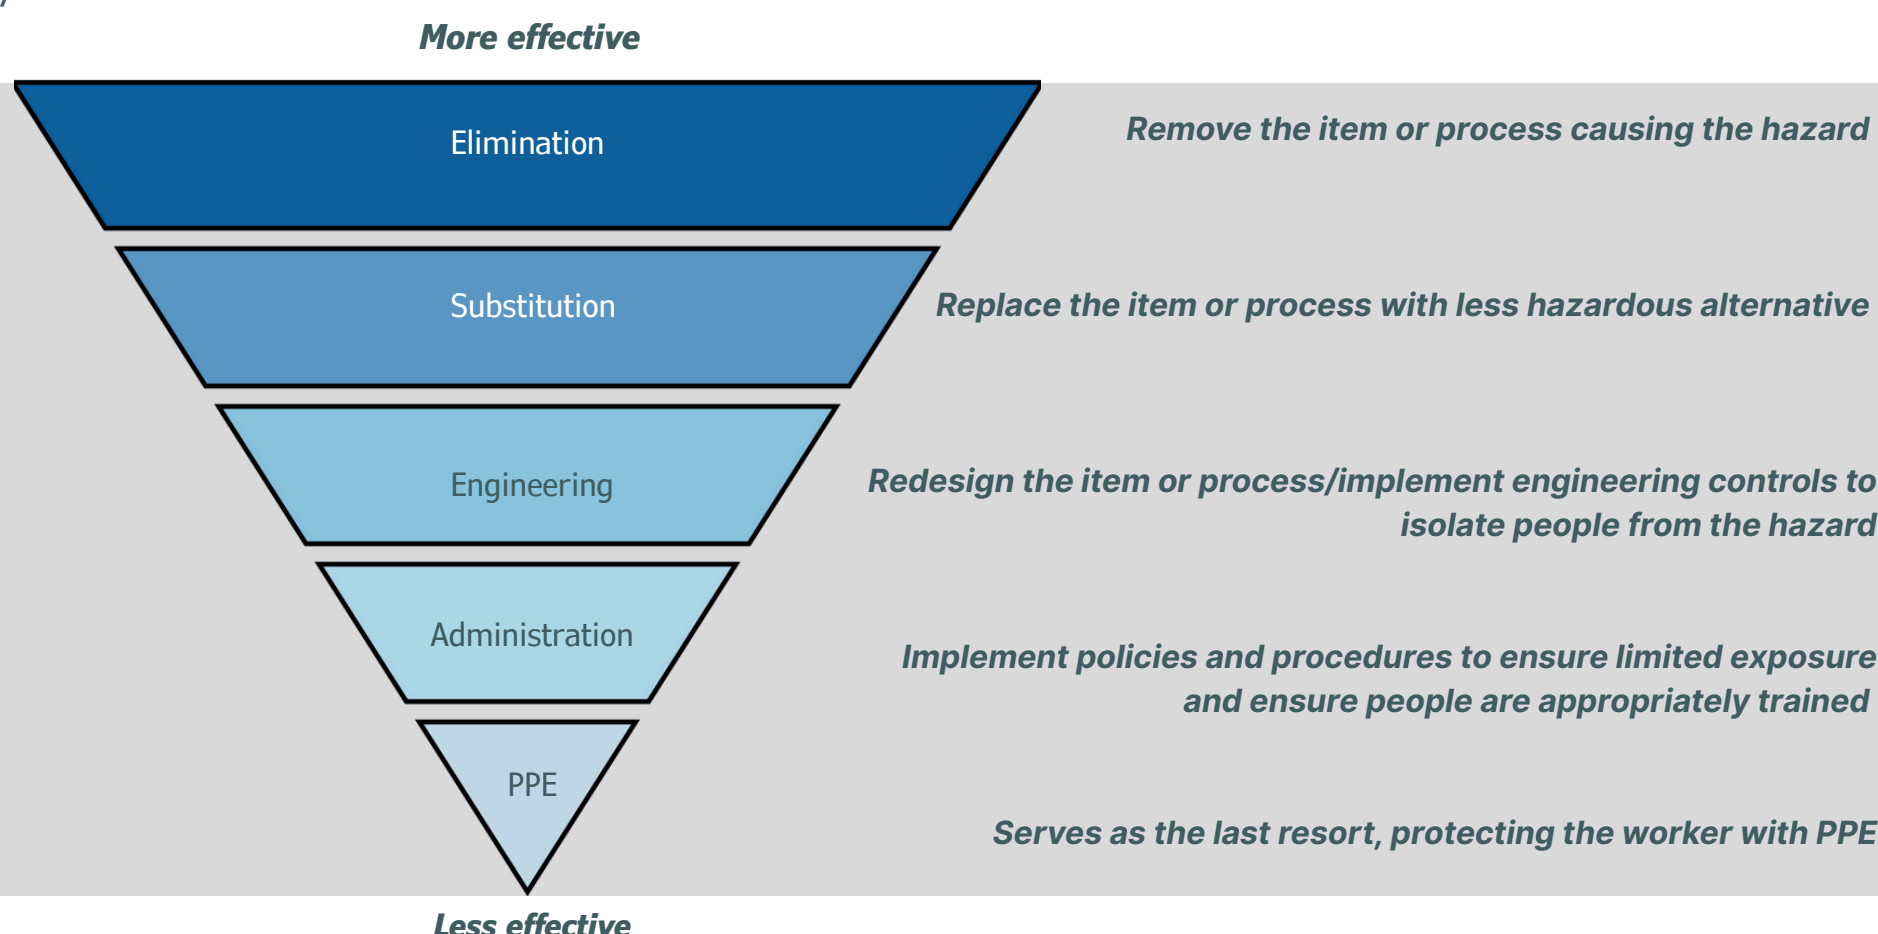 More effective
Elimination
Remove the item or process causing the hazard
Substitution
Replace the item or process with less hazardous alternative
Engineering
Redesign the item or process/implement engineering controls to
isolate people from the hazard
Administration
Implement policies and procedures to ensure limited exposure
and ensure people are appropriately trained
PPE
Serves as the last resort, protecting the worker with PPE
Less effective